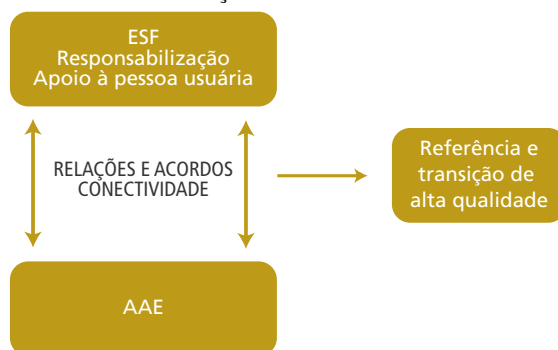 ESF
Responsabilização
Apoio à pessoa usuária
RELAÇÕES E ACORDOS
CONECTIVIDADE
Referência e
transição de
alta qualidade
AAE